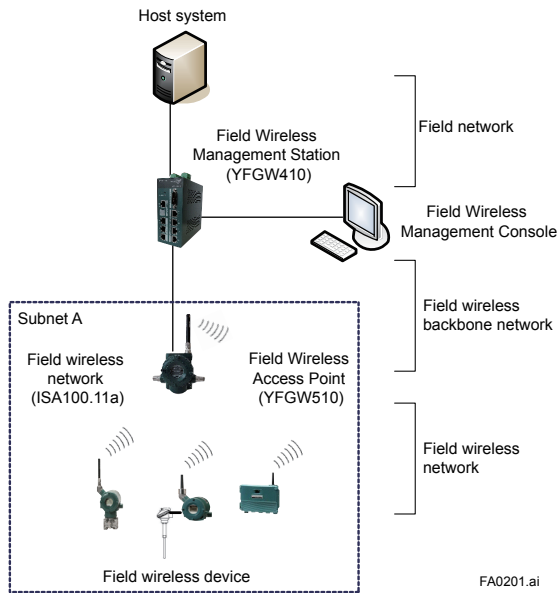 Host system
Field Wireless
Management Station
(YFGW410)
Field network
Field Wireless
Management Console
Field wireless
backbone network
Subnet A
Field wireless
network
(ISA100.11a)
Field Wireless
Access Point
(YFGW510)
Field wireless
network
Field wireless device
FA0201.ai